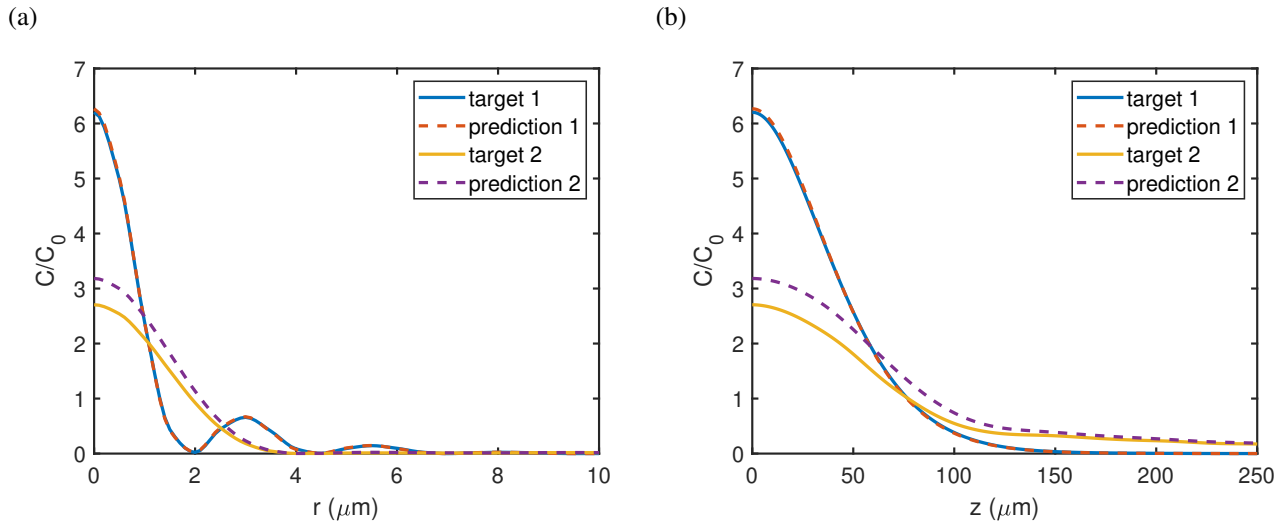 (a)
(b)
7
6
5
4
3
2
1
0
C/C0
0 2 4 6 8 10
r (μm)
target 1
prediction 1
target 2
prediction 2
7
6
5
4
3
2
1
0
C/C0
0 50 100 150 200 250
z (μm)
target 1
prediction 1
target 2
prediction 2